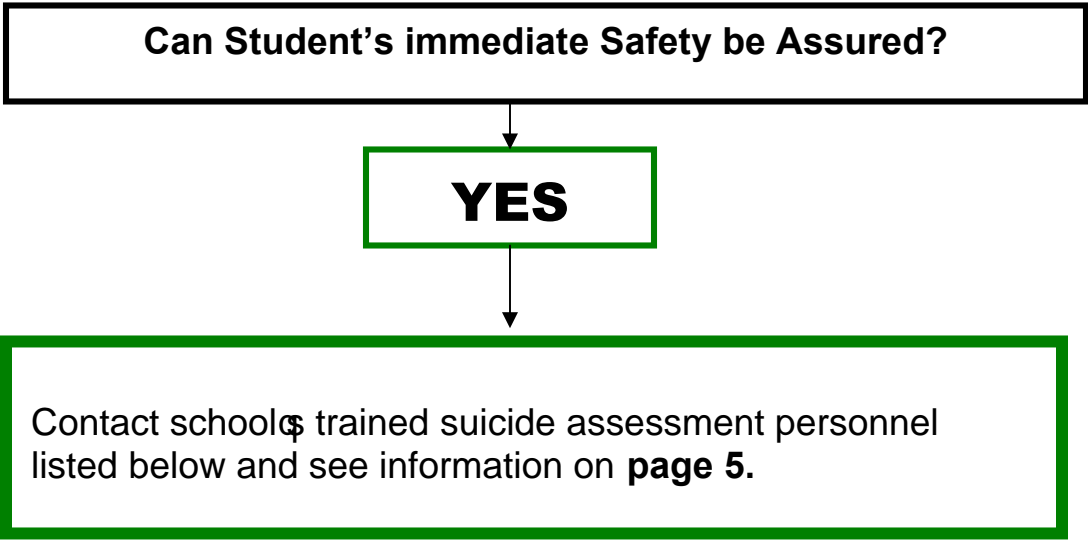 Can Student’s immediate Safety be Assured?
YES
Contact schoolqs trained suicide assessment personnel
listed below and see information on page 5.